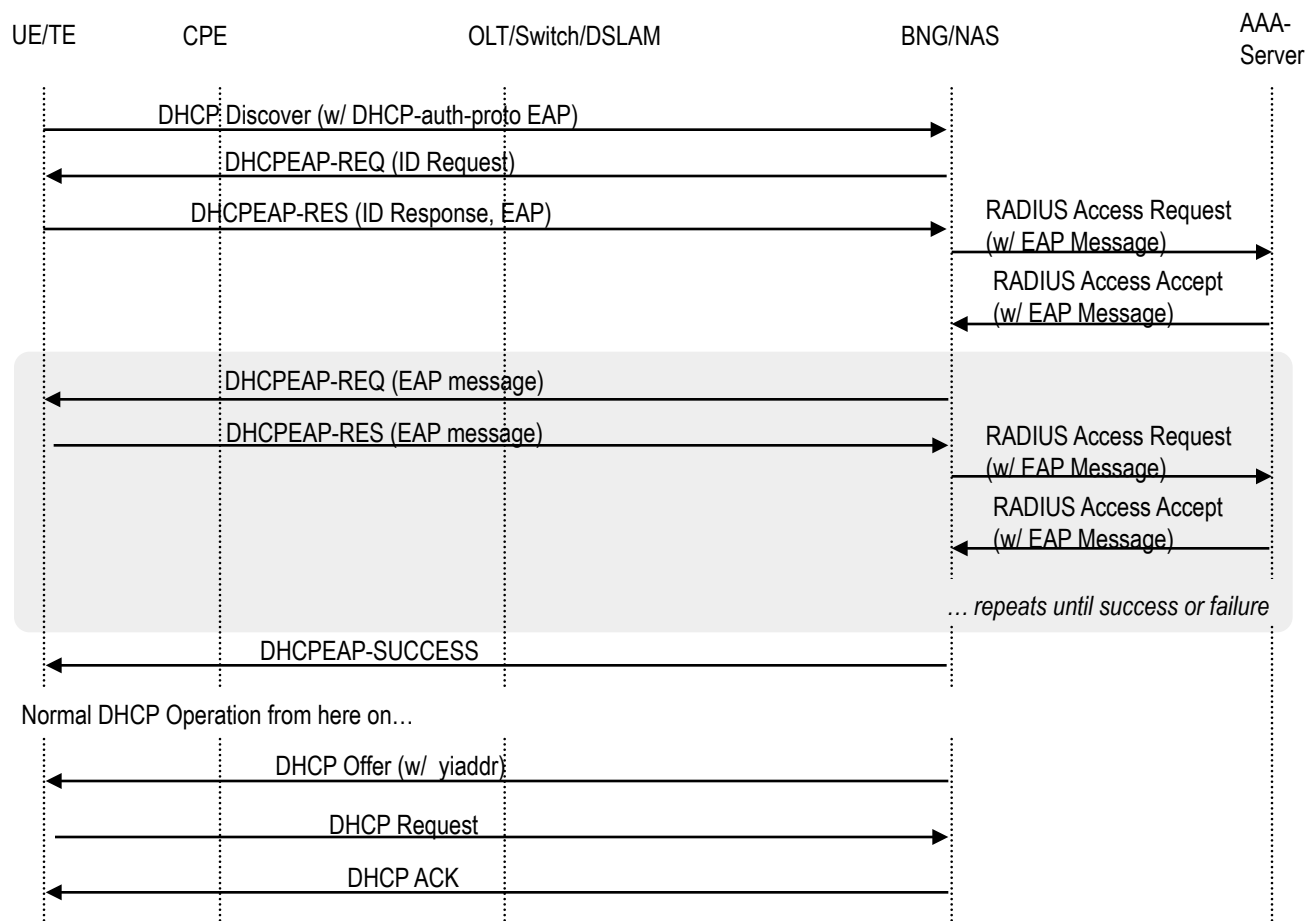 UE/TE
CPE
OLT/Switch/DSLAM
BNG/NAS
AAA-
Server
DHCP Discover (w/ DHCP-auth-proto EAP)
DHCPEAP-REQ (ID Request)
DHCPEAP-RES (ID Response, EAP)
RADIUS Access Request
(w/ EAP Message)
RADIUS Access Accept
(w/ EAP Message)
DHCPEAP-REQ (EAP message)
DHCPEAP-RES (EAP message)
RADIUS Access Request
(w/ EAP Message)
RADIUS Access Accept
(w/ EAP Message)
… repeats until success or failure
DHCPEAP-SUCCESS
Normal DHCP Operation from here on…
DHCP Offer (w/ yiaddr)
DHCP Request
DHCP ACK